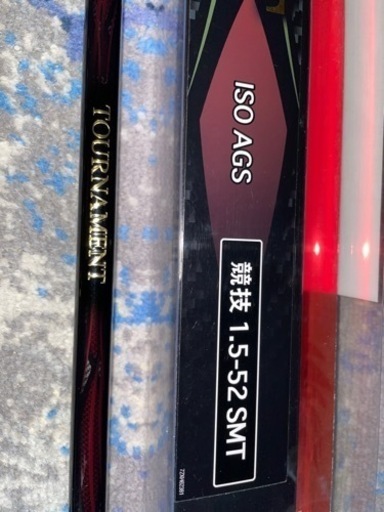 TOURNAMENT
ISO AGS
競技 1.5-52 SMT